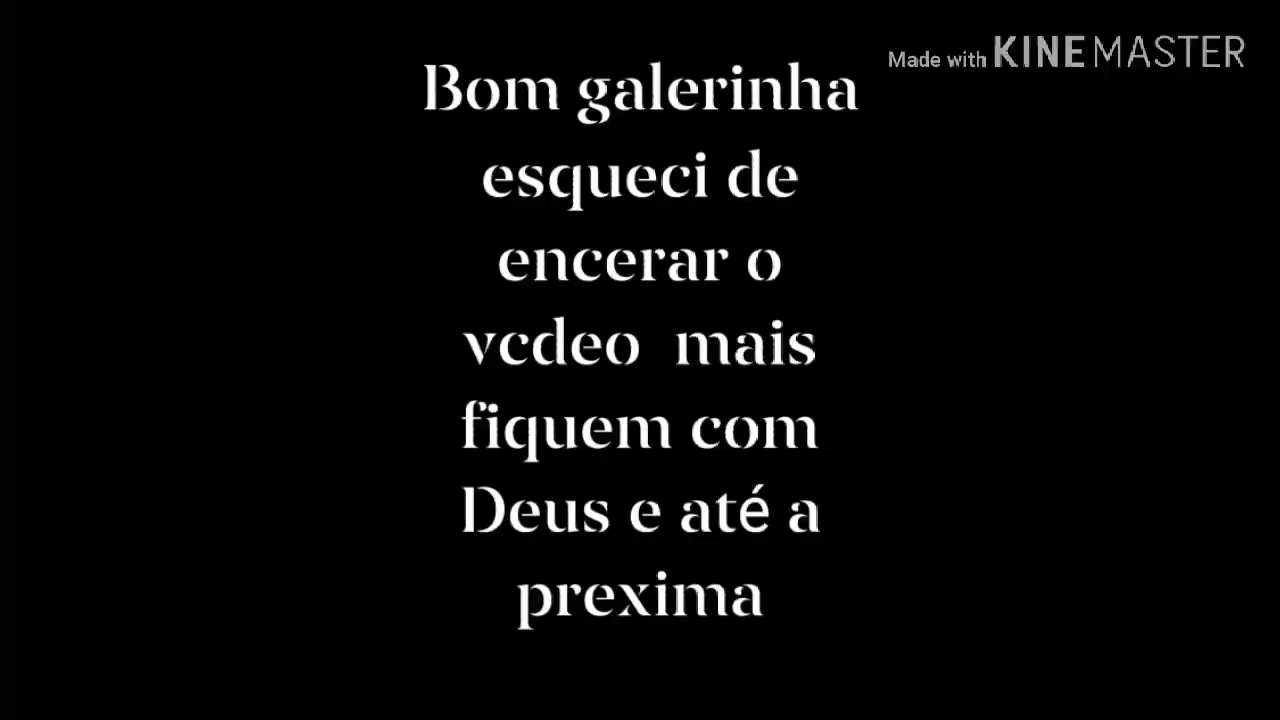 Made with KINEMASTER
Bom galerinha
esqueci de
encerar o
vcdeo mais
fiquem com
Deus e até a
prexima